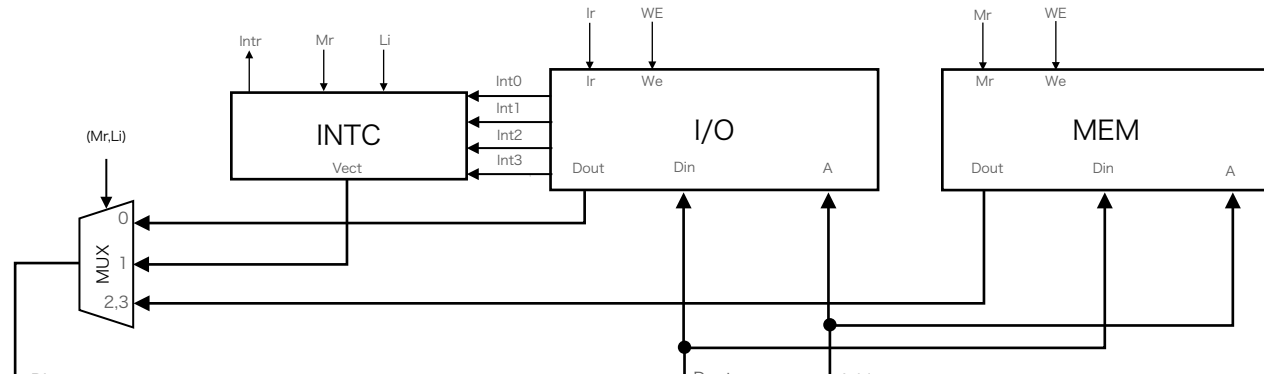 Ir WE Mr WE
Intr Mr Li
Int0 Ir We Mr We
Int1
(Mr,Li) INTC Int2 I/O MEM
Int3
Vect Dout Din A Dout Din A
0
MUX 1
2,3